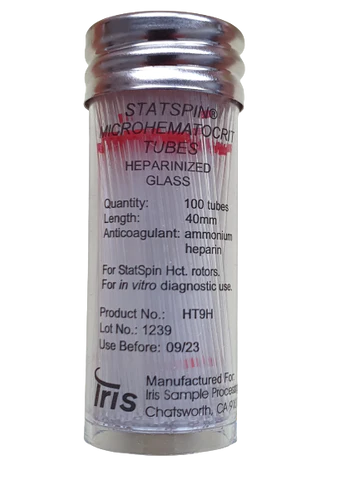 STATSPIN®
MICROHEMATOCRIT
TUBES
HEPARINIZED
GLASS
Quantity: 100 tubes
Length: 40mm
Anticoagulant: ammonium
heparin
For StatSpin Hct. rotors.
For in vitro diagnostic use.
Product No.: HT9H
Lot No.: 1239
Use Before: 09/23
Manufactured For:
Iris Iris Sample
Chatsworth, CA